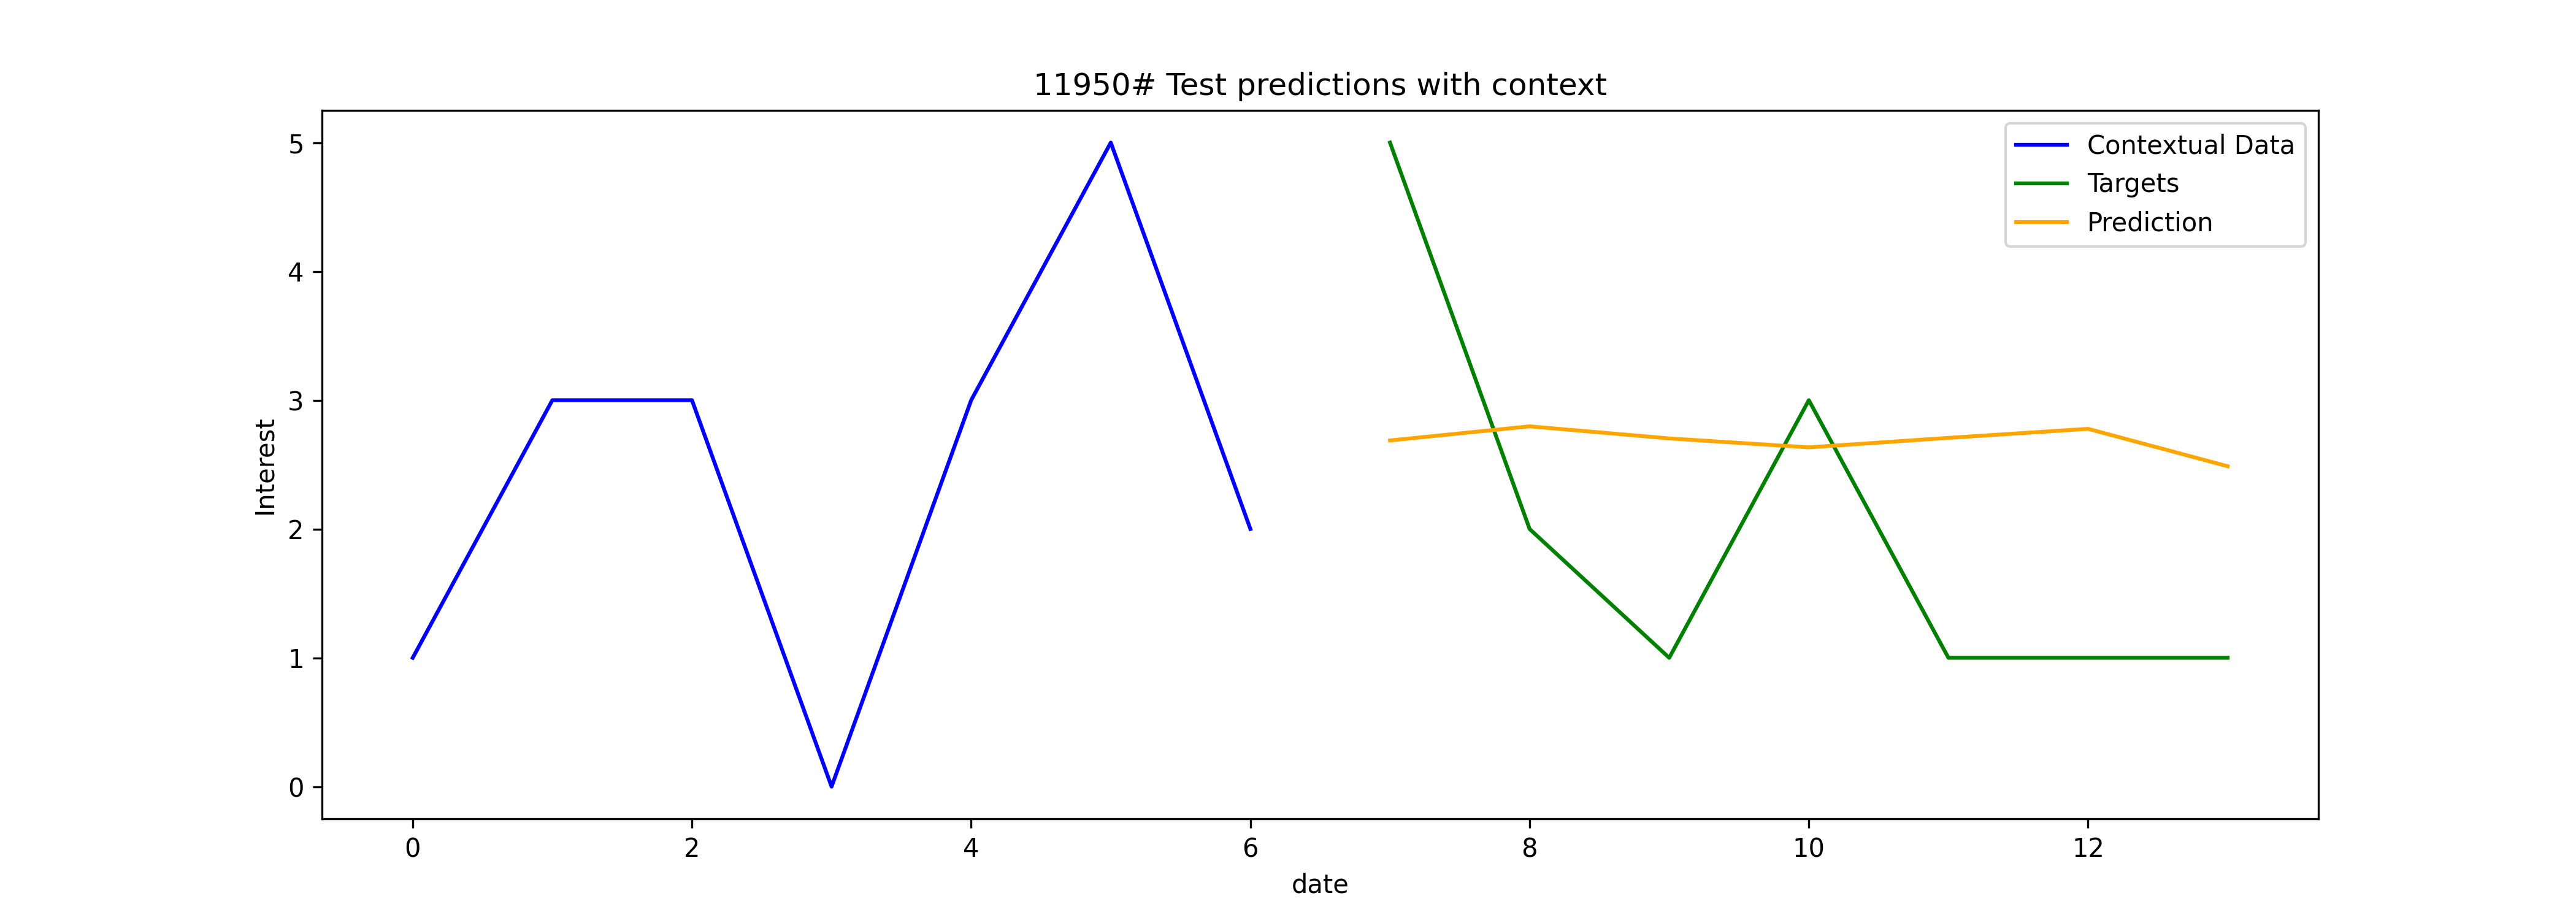 11950# Test predictions with context
Contextual Data
Targets
Prediction
Interest
5
4
3
2
1
0
0 2 4 6 8 10 12
date